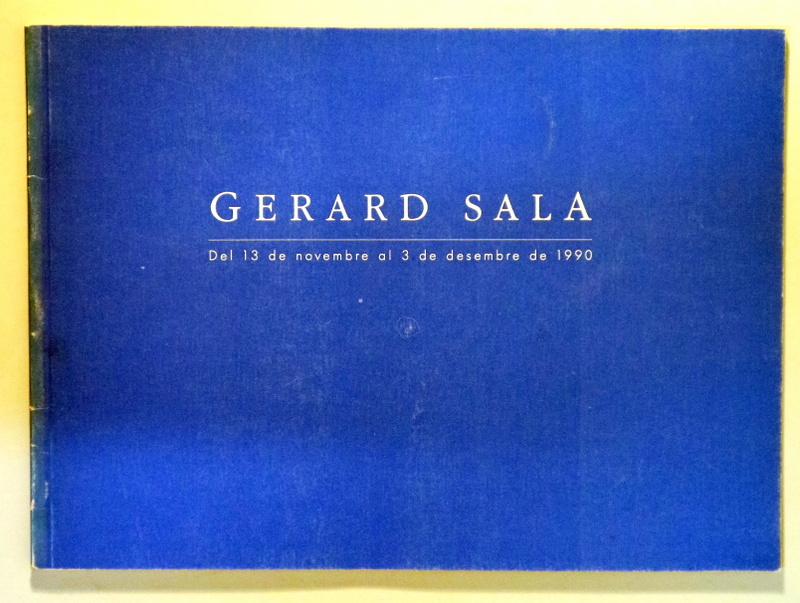 GERARD SALA
Del 13 de novembre al 3 de desembre de 1990